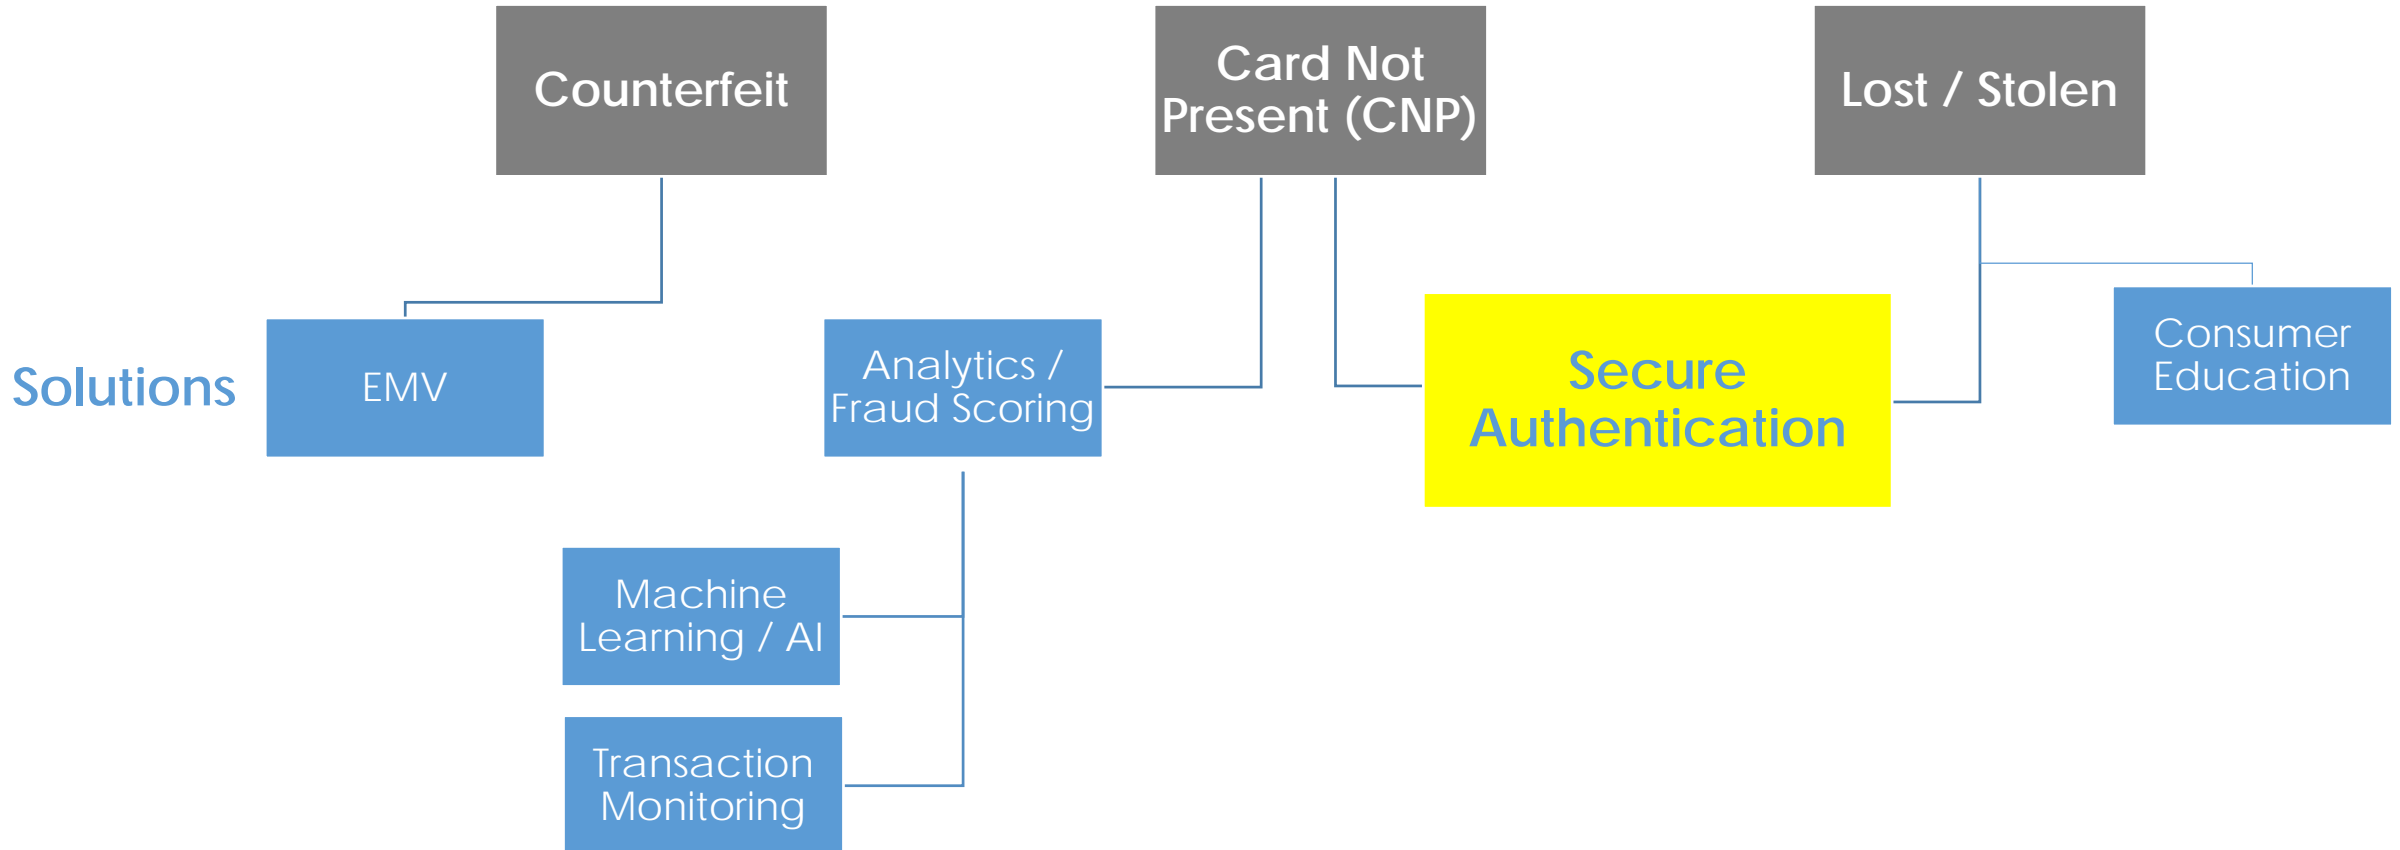 Counterfeit
Card Not
Present (CNP)
Lost / Stolen
Solutions
EMV
Analytics /
Fraud Scoring
Secure
Authentication
Consumer
Education
Machine
Learning / AI
Transaction
Monitoring